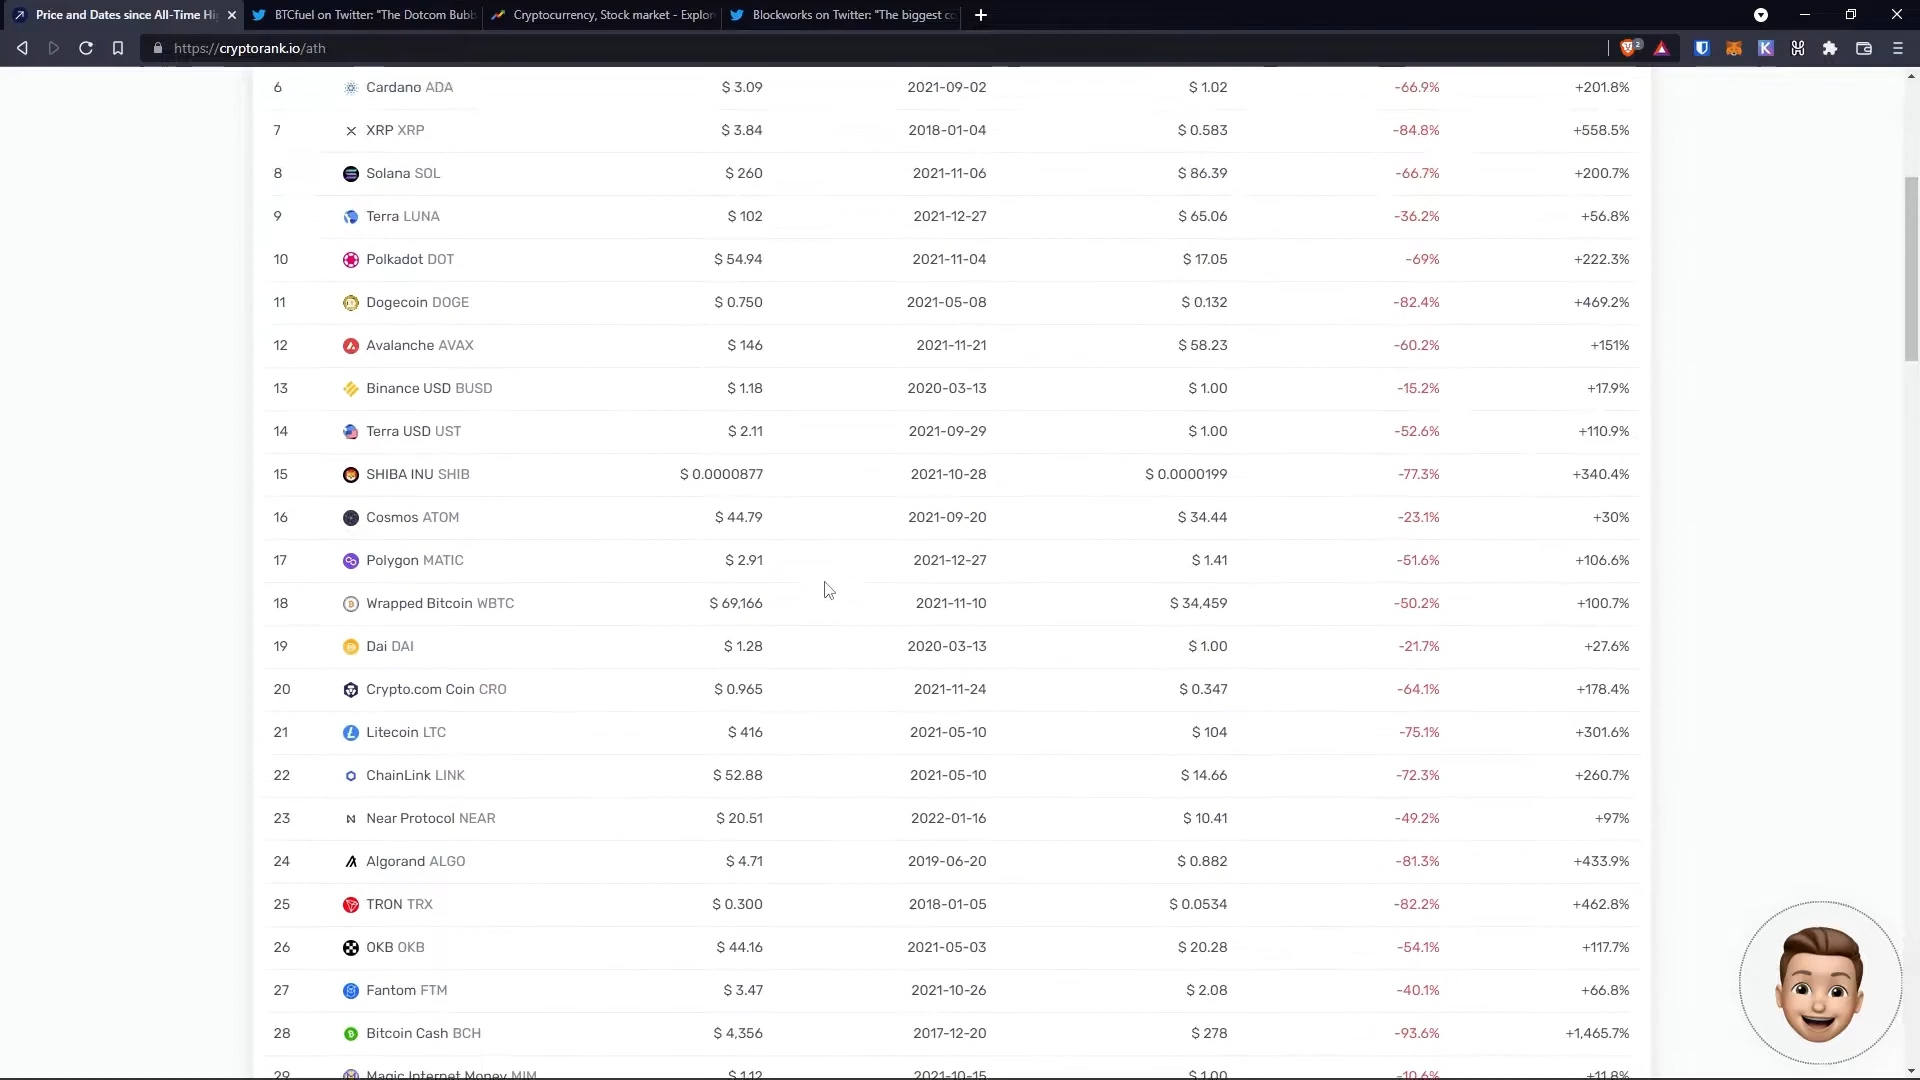 Price and Dates since All-Time Hi
BTCfuel on Twitter: "The Dotcom Bubb
Cryptocurrency, Stock market - Explor
Blockworks on Twitter: "The biggest co
https://cryptorank.io/ath
2
6 Cardano ADA $ 3.09 2021-09-02 $ 1.02 -66.9% +201.8%
7 XRP XRP $ 3.84 2018-01-04 $ 0.583 -84.8% +558.5%
8 Solana SOL $ 260 2021-11-06 $ 86.39 -66.7% +200.7%
9 Terra LUNA $ 102 2021-12-27 $ 65.06 -36.2% +56.8%
10 Polkadot DOT $ 54.94 2021-11-04 $ 17.05 -69% +222.3%
11 Dogecoin DOGE $ 0.750 2021-05-08 $ 0.132 -82.4% +469.2%
12 Avalanche AVAX $ 146 2021-11-21 $ 58.23 -60.2% +151%
13 Binance USD BUSD $ 1.18 2020-03-13 $ 1.00 -15.2% +17.9%
14 Terra USD UST $ 2.11 2021-09-29 $ 1.00 -52.6% +110.9%
15 SHIBA INU SHIB $ 0.0000877 2021-10-28 $ 0.0000199 -77.3% +340.4%
16 Cosmos ATOM $ 44.79 2021-09-20 $ 34.44 -23.1% +30%
17 Polygon MATIC $ 2.91 2021-12-27 $ 1.41 -51.6% +106.6%
18 Wrapped Bitcoin WBTC $ 69,166 2021-11-10 $ 34,459 -50.2% +100.7%
19 Dai DAI $ 1.28 2020-03-13 $ 1.00 -21.7% +27.6%
20 Crypto.com Coin CRO $ 0.965 2021-11-24 $ 0.347 -64.1% +178.4%
21 Litecoin LTC $ 416 2021-05-10 $ 104 -75.1% +301.6%
22 ChainLink LINK $ 52.88 2021-05-10 $ 14.66 -72.3% +260.7%
23 Near Protocol NEAR $ 20.51 2022-01-16 $ 10.41 -49.2% +97%
24 Algorand ALGO $ 4.71 2019-06-20 $ 0.882 -81.3% +433.9%
25 TRON TRX $ 0.300 2018-01-05 $ 0.0534 -82.2% +462.8%
26 OKB OKB $ 44.16 2021-05-03 $ 20.28 -54.1% +117.7%
27 Fantom FTM $ 3.47 2021-10-26 $ 2.08 -40.1% +66.8%
28 Bitcoin Cash BCH $ 4,356 2017-12-20 $ 278 -93.6% +1,465.7%
29 Magic Internet Money MIM $ 1.12 2021-10-15 $ 1.00 -10.6% +11.8%